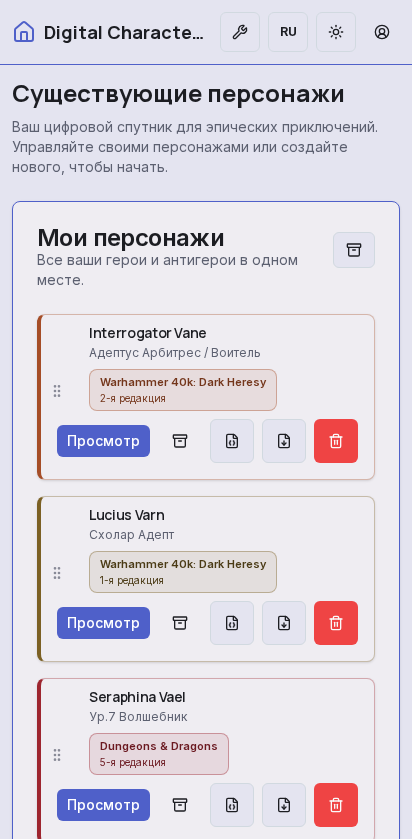 Digital Characte...
RU
Существующие персонажи
Ваш цифровой спутник для эпических приключений.
Управляйте своими персонажами или создайте
нового, чтобы начать.
Мои персонажи
Все ваши герои и антигерои в одном
месте.
Interrogator Vane
Адептус Арбитрес / Воитель
Warhammer 40k: Dark Heresy
2-я редакция
Просмотр
Lucius Varn
Схолар Адепт
Warhammer 40k: Dark Heresy
1-я редакция
Просмотр
Seraphina Vael
Ур.7 Волшебник
Dungeons & Dragons
5-я редакция
Просмотр